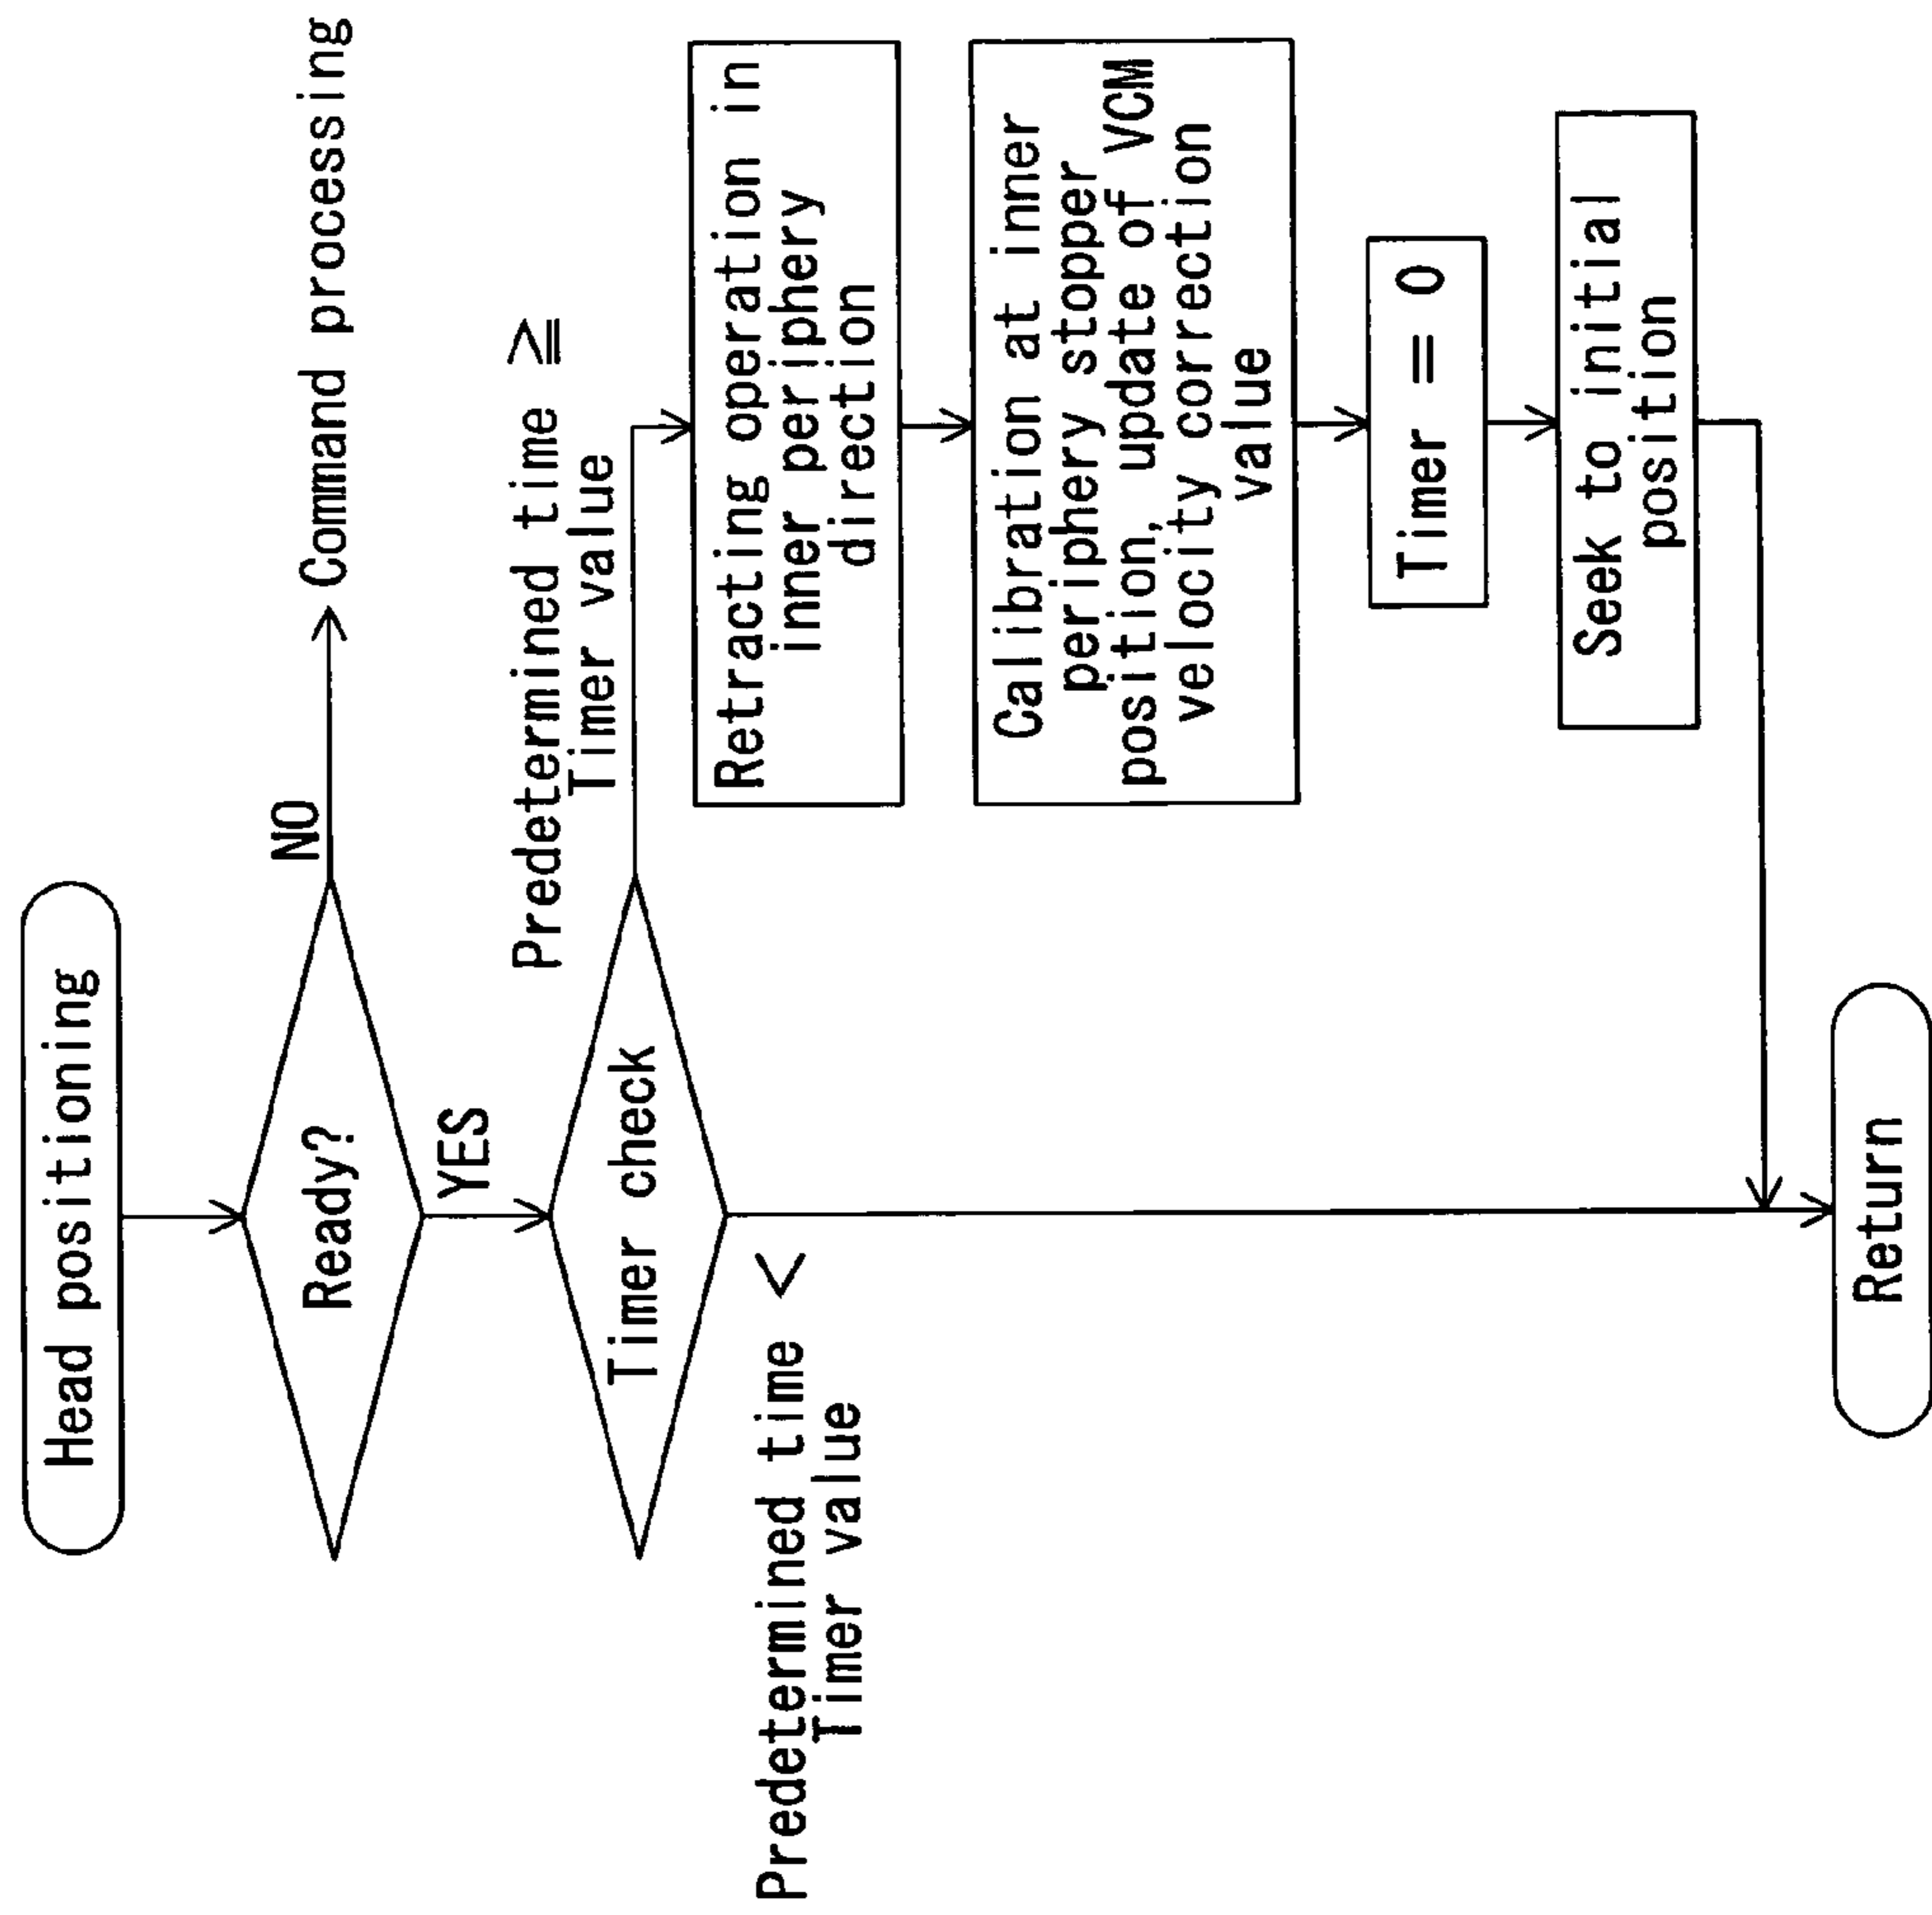 Head positioning
Ready?
NO
Command processing
YES
Timer check
Predetermined time ≧
Timer value
Retracting operation in
inner periphery
direction
Calibration at inner
periphery stopper
position, update of VCM
velocity correction
value
Timer = 0
Seek to initial
position
Predetermined time <
Timer value
Return